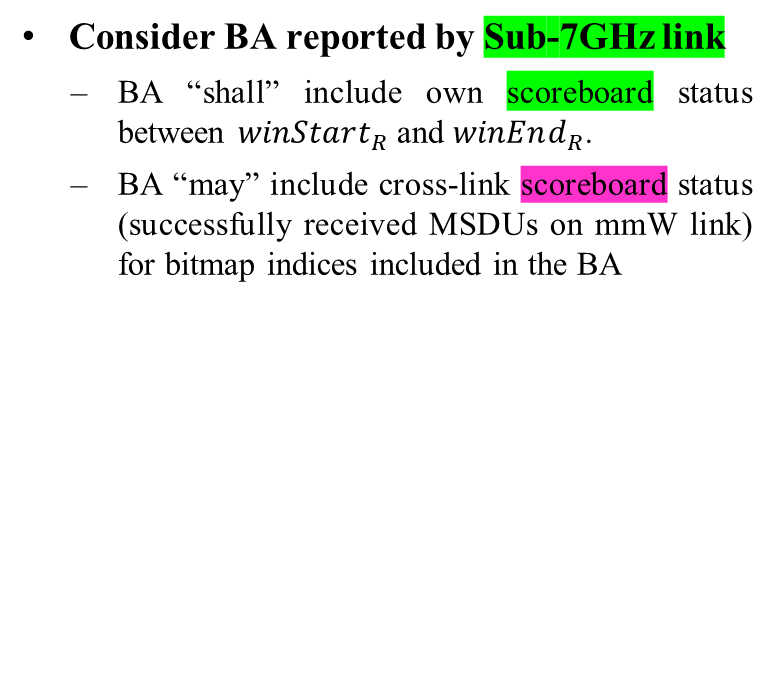 • Consider BA reported by Sub-7GHz link
– BA “shall” include own scoreboard status
between winStart_R and winEnd_R.
– BA “may” include cross-link scoreboard status
(successfully received MSDUs on mmW link)
for bitmap indices included in the BA